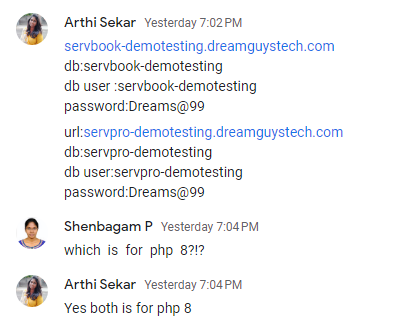 Arthi Sekar Yesterday 7:02 PM
servbook-demotesting.dreamguystech.com
db:servbook-demotesting
db user :servbook-demotesting
password:Dreams@99
url:servpro-demotesting.dreamguystech.com
db:servpro-demotesting
db user:servpro-demotesting
password:Dreams@99
Shenbagam P Yesterday 7:04 PM
which is for php 8?!?
Arthi Sekar Yesterday 7:04 PM
Yes both is for php 8